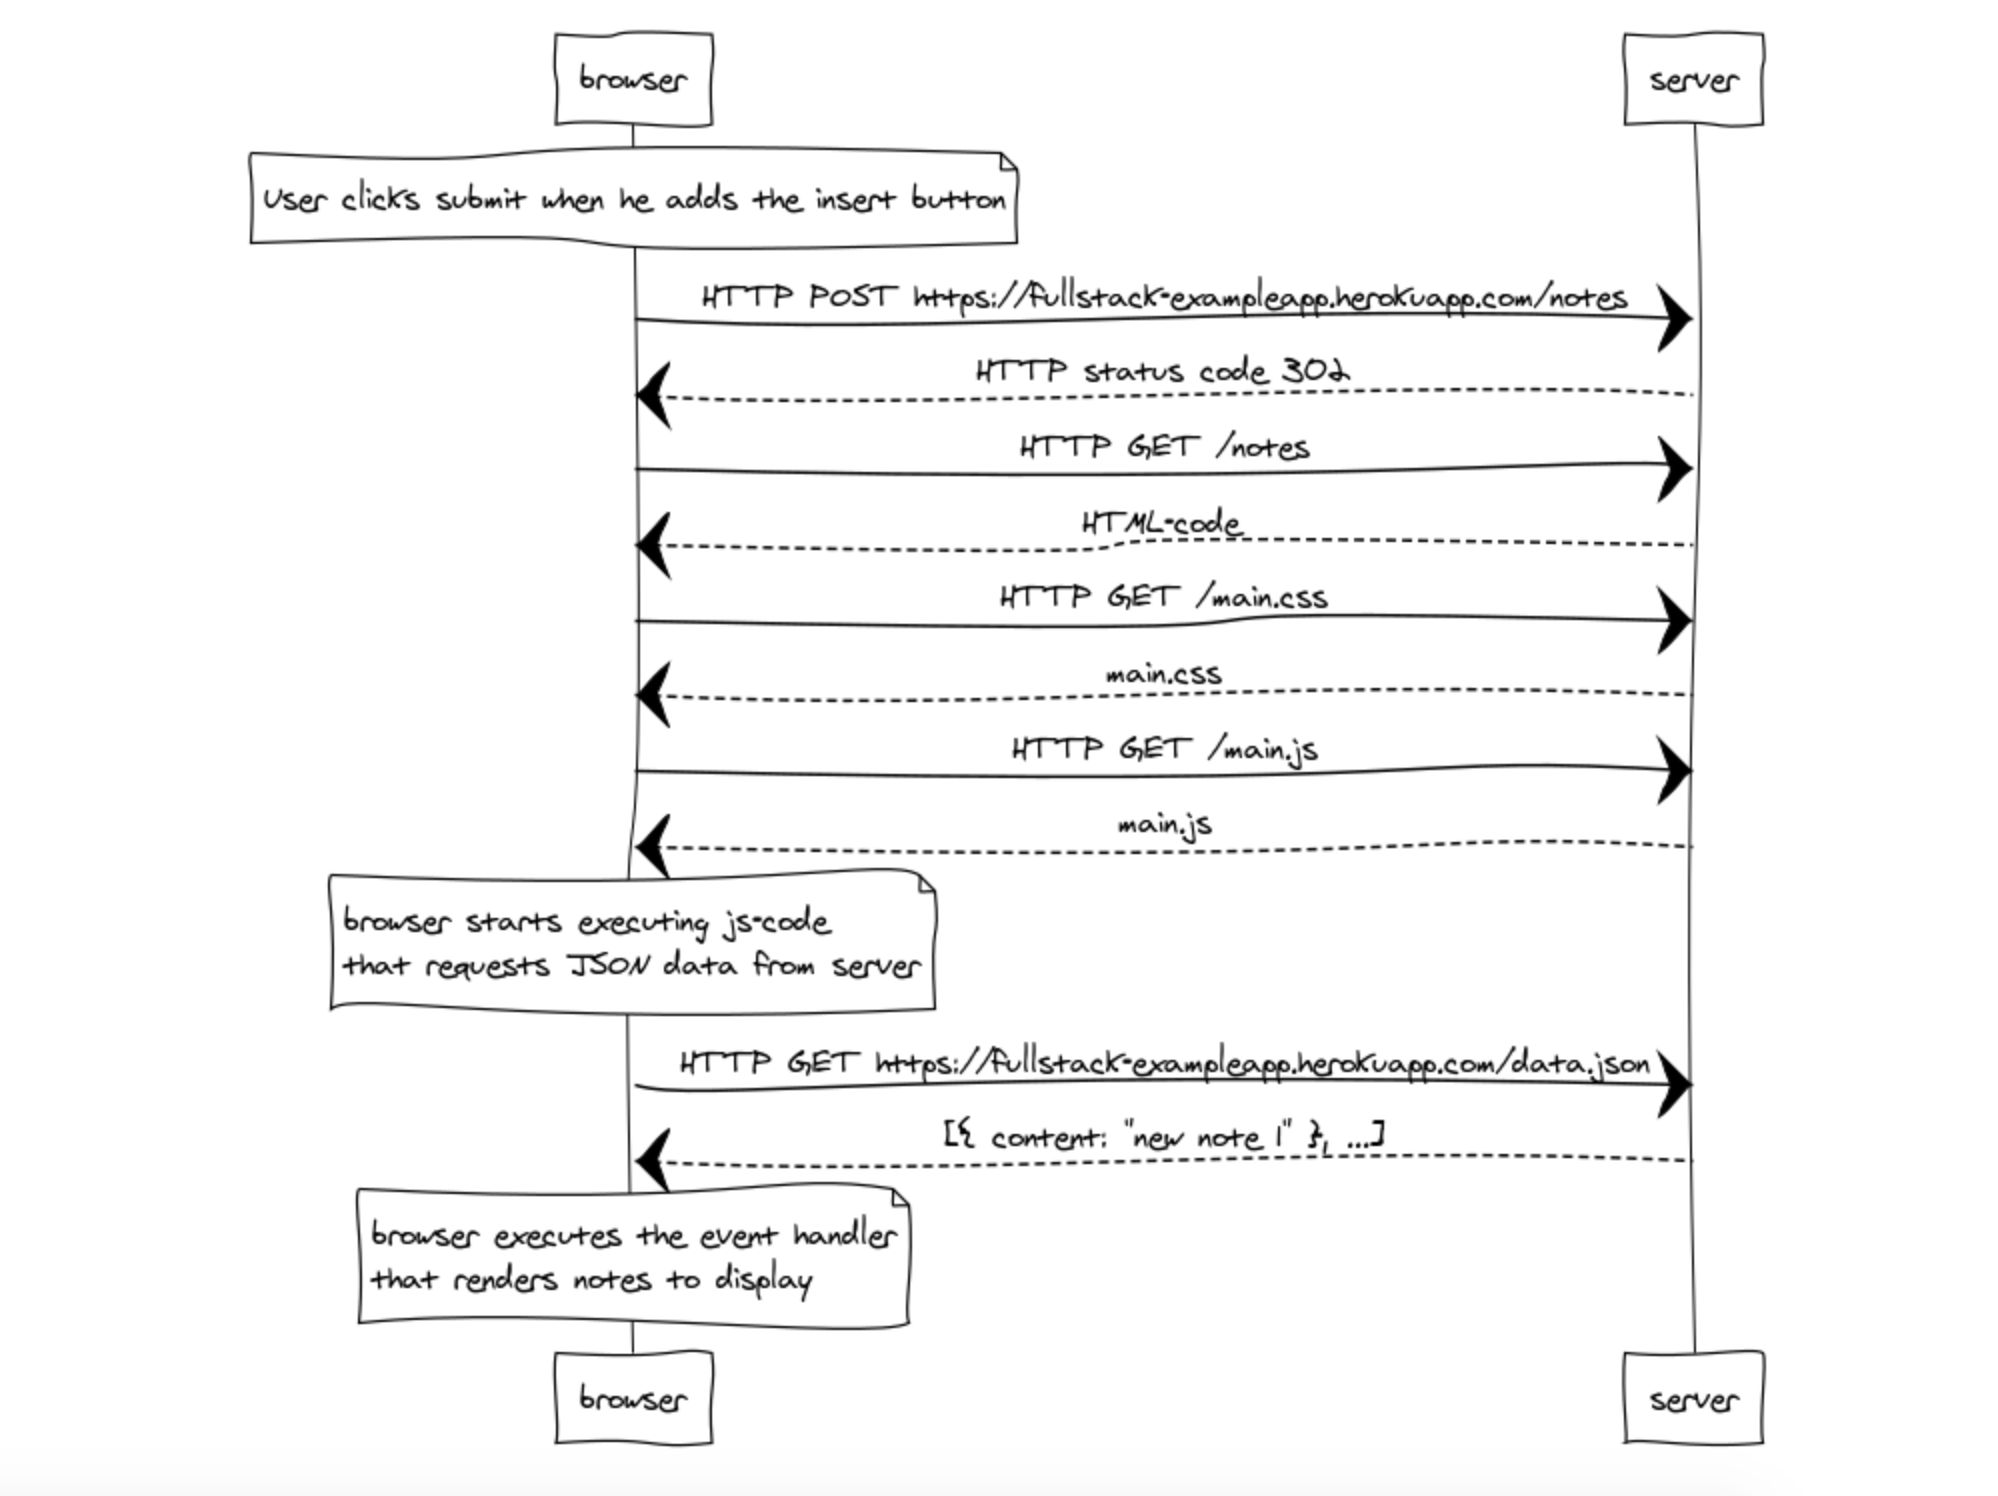 browser
server
User clicks submit when he adds the insert button
HTTP POST https://fullstack-exampleapp.herokuapp.com/notes
HTTP status code 302
HTTP GET /notes
HTML-code
HTTP GET /main.css
main.css
HTTP GET /main.js
main.js
browser starts executing js-code
that requests JSON data from server
HTTP GET https://fullstack-exampleapp.herokuapp.com/data.json
[{ content: "new note 1" }, ...]
browser executes the event handler
that renders notes to display
browser
server